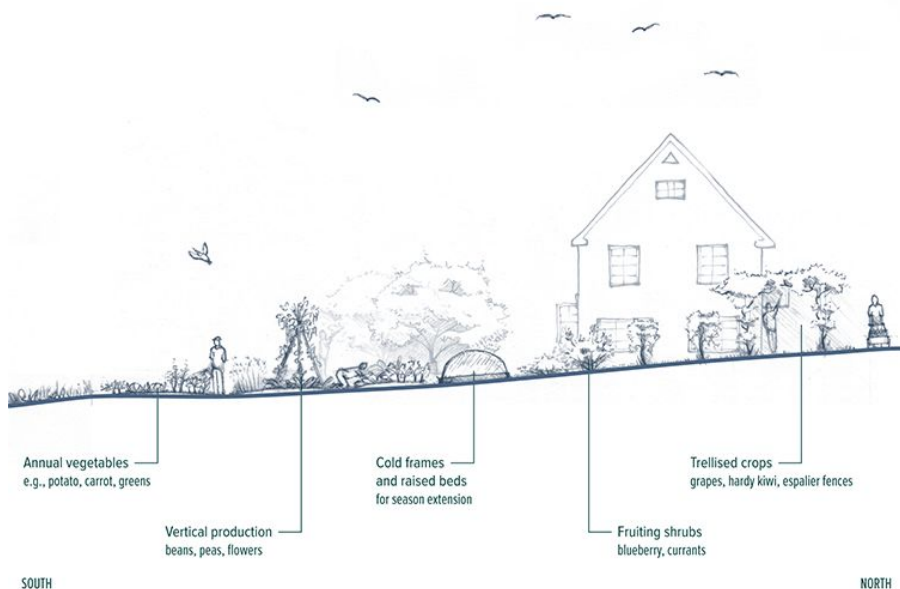 Annual vegetables
e.g., potato, carrot, greens
Vertical production
beans, peas, flowers
Cold frames
and raised beds
for season extension
Fruiting shrubs
blueberry, currants
Trellised crops
grapes, hardy kiwi, espalier fences
SOUTH
NORTH